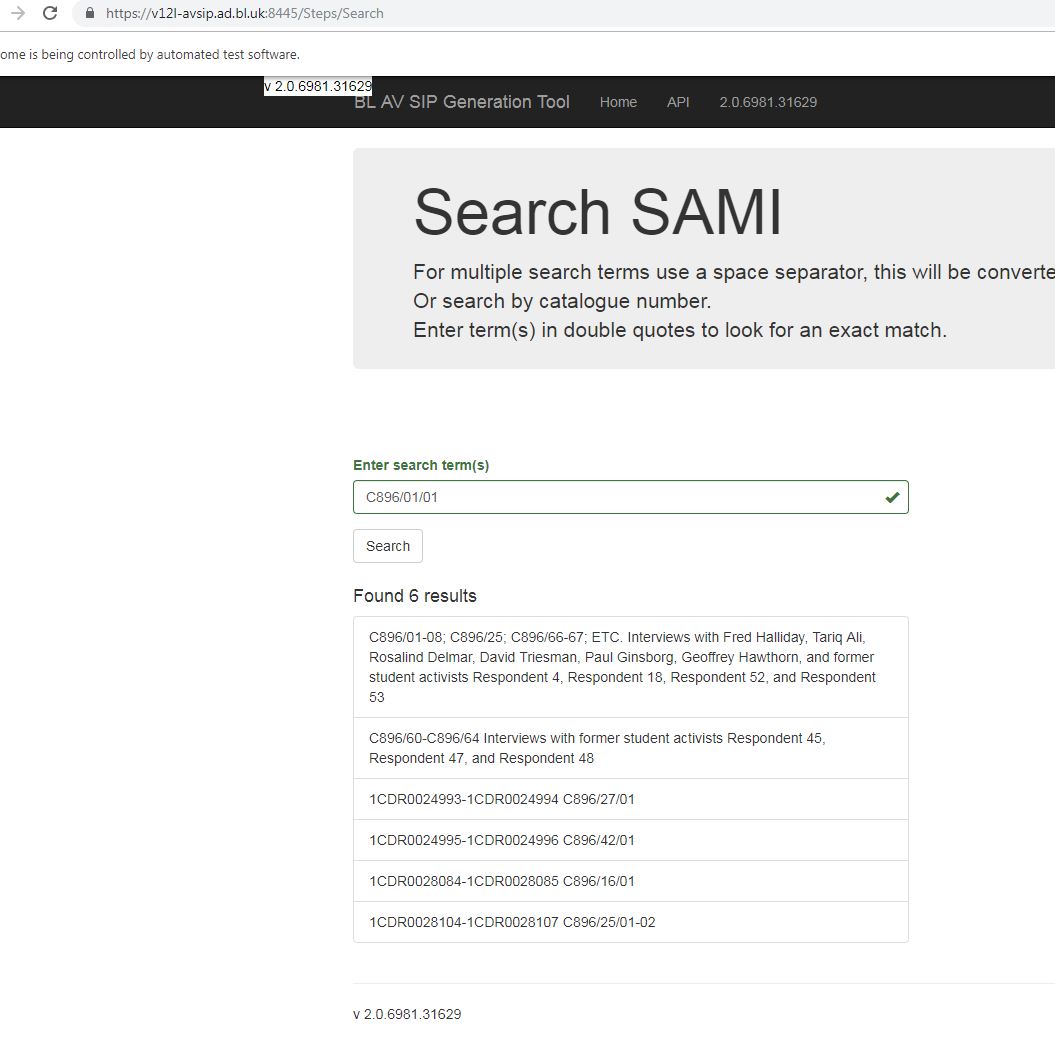 https://v12l-avsip.ad.bl.uk:8445/Steps/Search
ome is being controlled by automated test software.
v 2.0.6981.31629
BL AV SIP Generation Tool Home API 2.0.6981.31629
Search SAMI
For multiple search terms use a space separator, this will be converte
Or search by catalogue number.
Enter term(s) in double quotes to look for an exact match.
Enter search term(s)
C896/01/01
Search
Found 6 results
C896/01-08; C896/25; C896/66-67; ETC. Interviews with Fred Halliday, Tariq Ali,
Rosalind Delmar, David Triesman, Paul Ginsborg, Geoffrey Hawthorn, and former
student activists Respondent 4, Respondent 18, Respondent 52, and Respondent
53
C896/60-C896/64 Interviews with former student activists Respondent 45,
Respondent 47, and Respondent 48
1CDR0024993-1CDR0024994 C896/27/01
1CDR0024995-1CDR0024996 C896/42/01
1CDR0028084-1CDR0028085 C896/16/01
1CDR0028104-1CDR0028107 C896/25/01-02
v 2.0.6981.31629